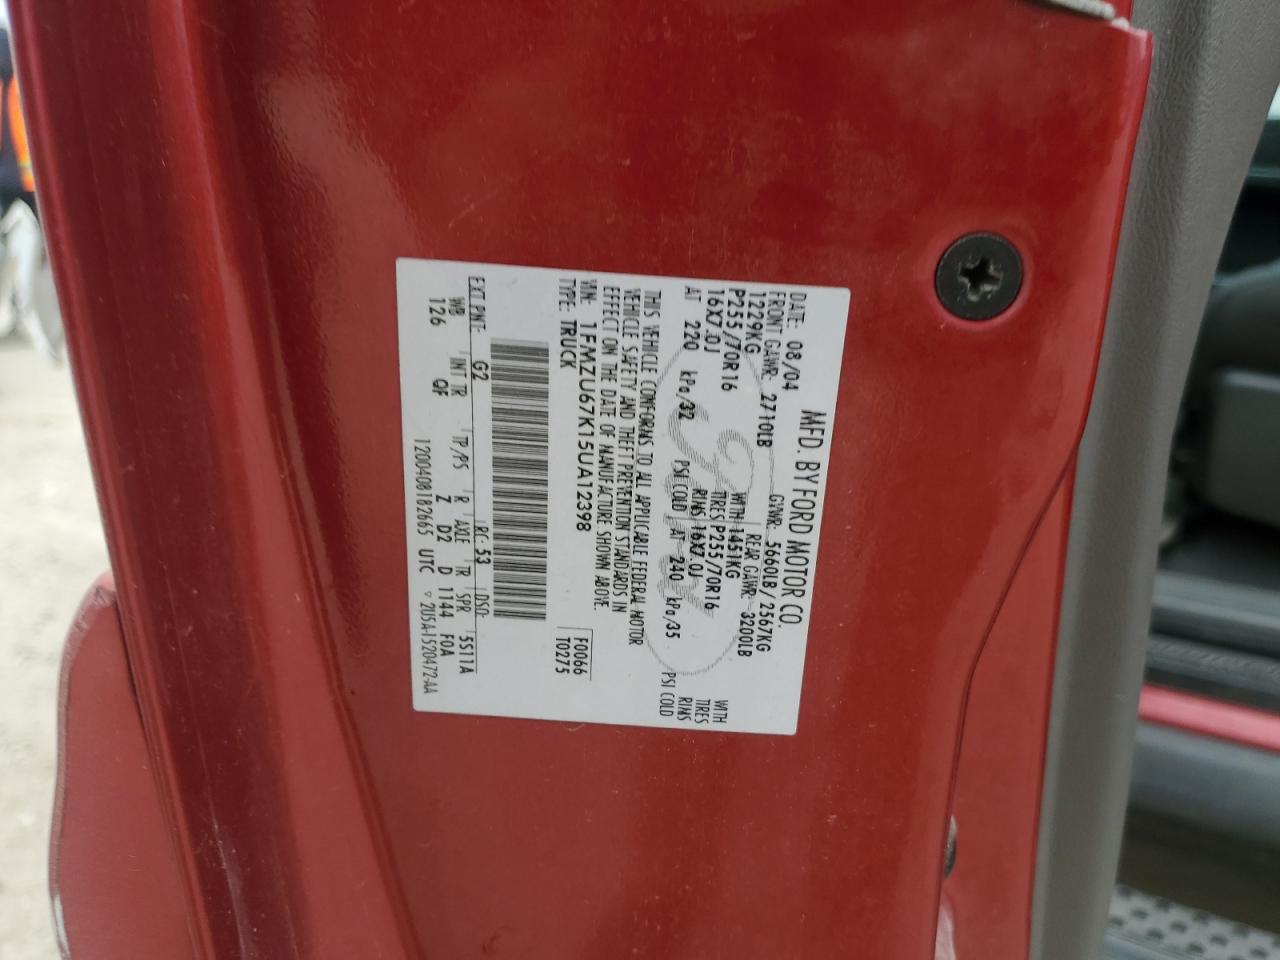 MFD. BY FORD MOTOR CO.
DATE: 08/04 GVWR: 5660LB/2567KG
FRONT GAWR: 2710LB REAR GAWR: 3200LB
1229KG WITH 1451KG WITH
P255/70R16 TIRES P255/70R16 TIRES
16X7.0J RIMS 16X7.0J RIMS
AT 220 kPa/32 PSI COLD AT 240 kPa/35 PSI COLD
THIS VEHICLE CONFORMS TO ALL APPLICABLE FEDERAL MOTOR
VEHICLE SAFETY AND THEFT PREVENTION STANDARDS IN
EFFECT ON THE DATE OF MANUFACTURE SHOWN ABOVE.
VIN: 1FMZU67K15UA12398 F0066
TYPE: TRUCK T0275
EXT PNT: G2 RC: 53 DSO:
WB INT TR TP/PS R AXLE TR SPR 5S11A
126 QF Z D2 D 1144 F0A
1200408182665 UTC ▽ 2U5A-1520472-AA